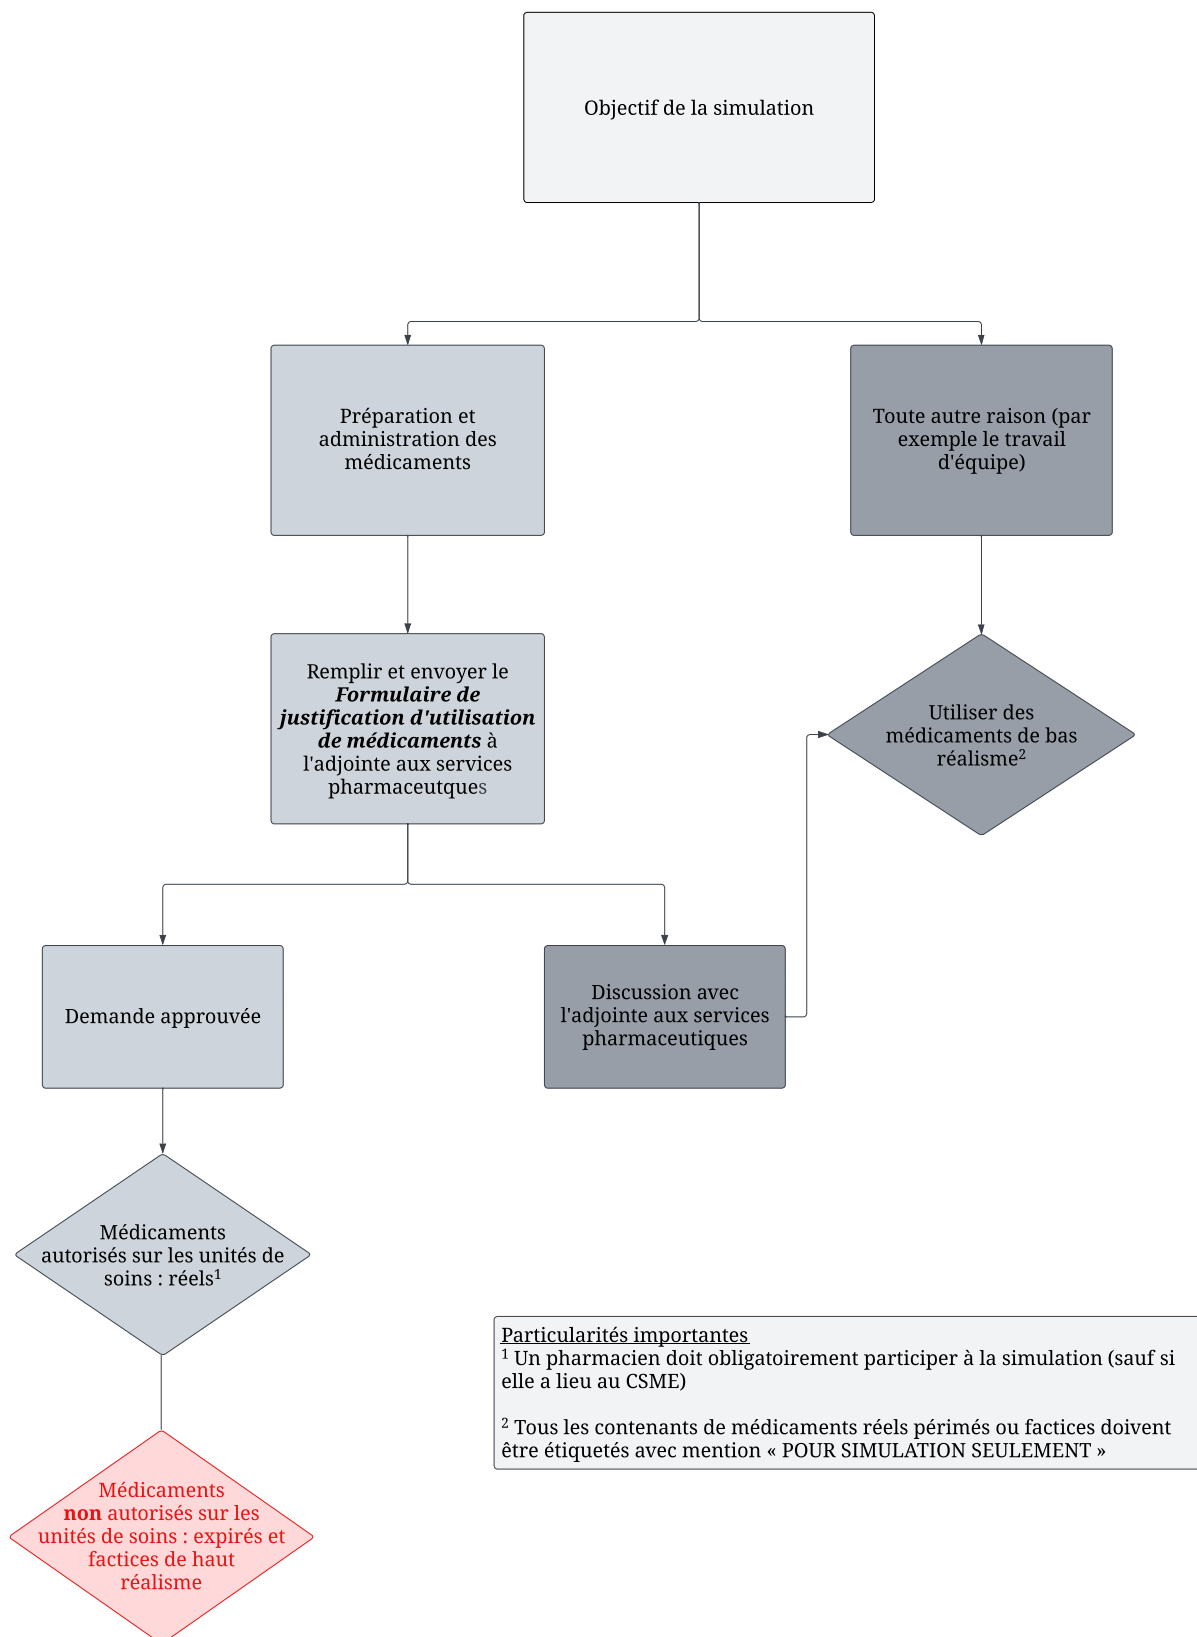 Objectif de la simulation
Préparation et
administration des
médicaments
Toute autre raison (par
exemple le travail
d'équipe)
Remplir et envoyer le
Formulaire de
justification d'utilisation
de médicaments à
l'adjointe aux services
pharmaceutques
Utiliser des
médicaments de bas
réalisme²
Demande approuvée
Discussion avec
l'adjointe aux services
pharmaceutiques
Médicaments
autorisés sur les unités de
soins : réels¹
Particularités importantes
¹ Un pharmacien doit obligatoirement participer à la simulation (sauf si
elle a lieu au CSME)
² Tous les contenants de médicaments réels périmés ou factices doivent
être étiquetés avec mention « POUR SIMULATION SEULEMENT »
Médicaments
non autorisés sur les
unités de soins : expirés et
factices de haut
réalisme